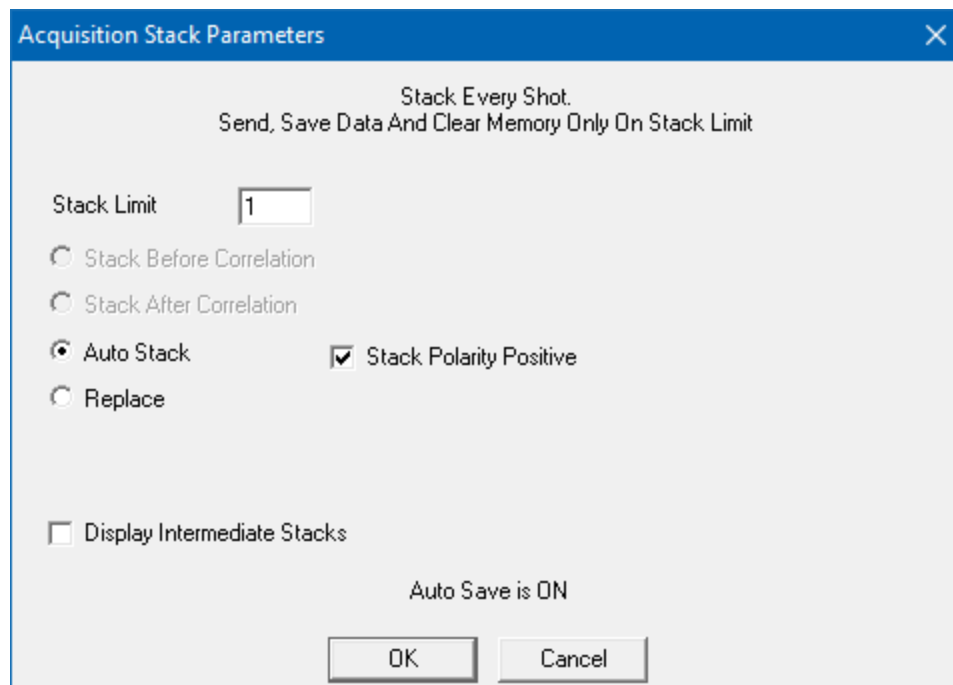 Acquisition Stack Parameters
Stack Every Shot.
Send, Save Data And Clear Memory Only On Stack Limit
Stack Limit 1
Stack Before Correlation
Stack After Correlation
Auto Stack Stack Polarity Positive
Replace
Display Intermediate Stacks
Auto Save is ON
OK Cancel